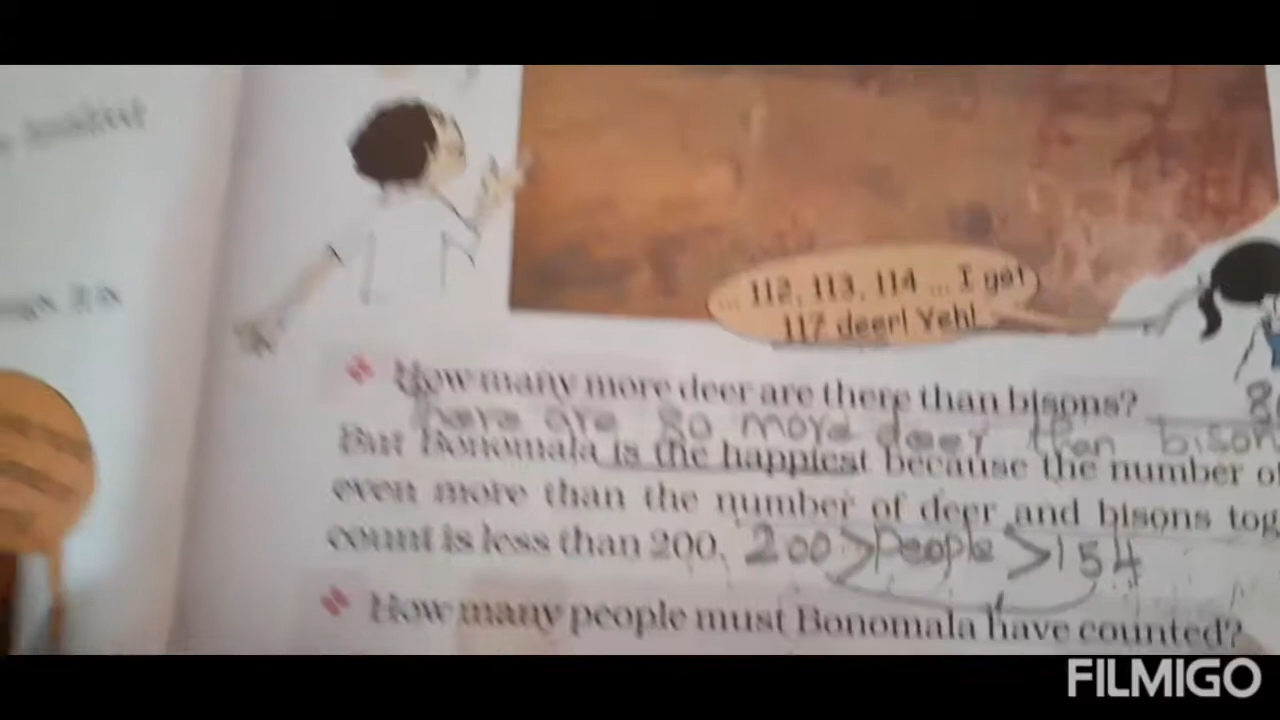 ... 112, 113, 114 ... I got
117 deer! Yeh!
How many more deer are there than bisons?
here are 80 more deer than bison
But Bonomala is the happiest because the number of
even more than the number of deer and bisons tog
count is less than 200. 200 > people > 154
How many people must Bonomala have counted?
FILMIGO